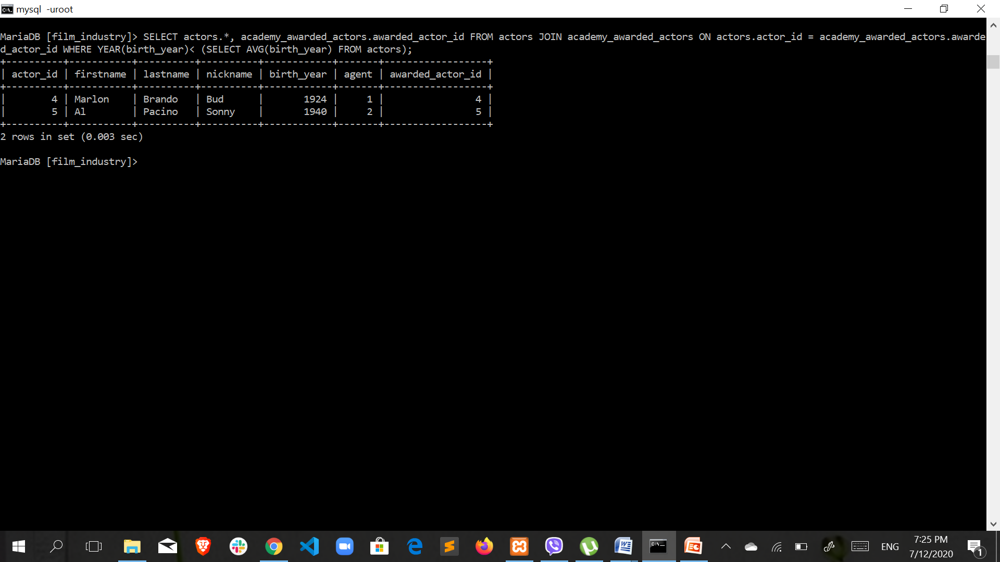 mysql  -uroot
MariaDB [film_industry]> SELECT actors.*, academy_awarded_actors.awarded_actor_id FROM actors JOIN academy_awarded_actors ON actors.actor_id = academy_awarded_actors.awarde
d_actor_id WHERE YEAR(birth_year)< (SELECT AVG(birth_year) FROM actors);
+----------+-----------+----------+----------+------------+-------+------------------+
| actor_id | firstname | lastname | nickname | birth_year | agent | awarded_actor_id |
+----------+-----------+----------+----------+------------+-------+------------------+
|        4 | Marlon    | Brando   | Bud      |       1924 |     1 |                4 |
|        5 | Al        | Pacino   | Sonny    |       1940 |     2 |                5 |
+----------+-----------+----------+----------+------------+-------+------------------+
2 rows in set (0.003 sec)
MariaDB [film_industry]>
ENG
7:25 PM
7/12/2020
1